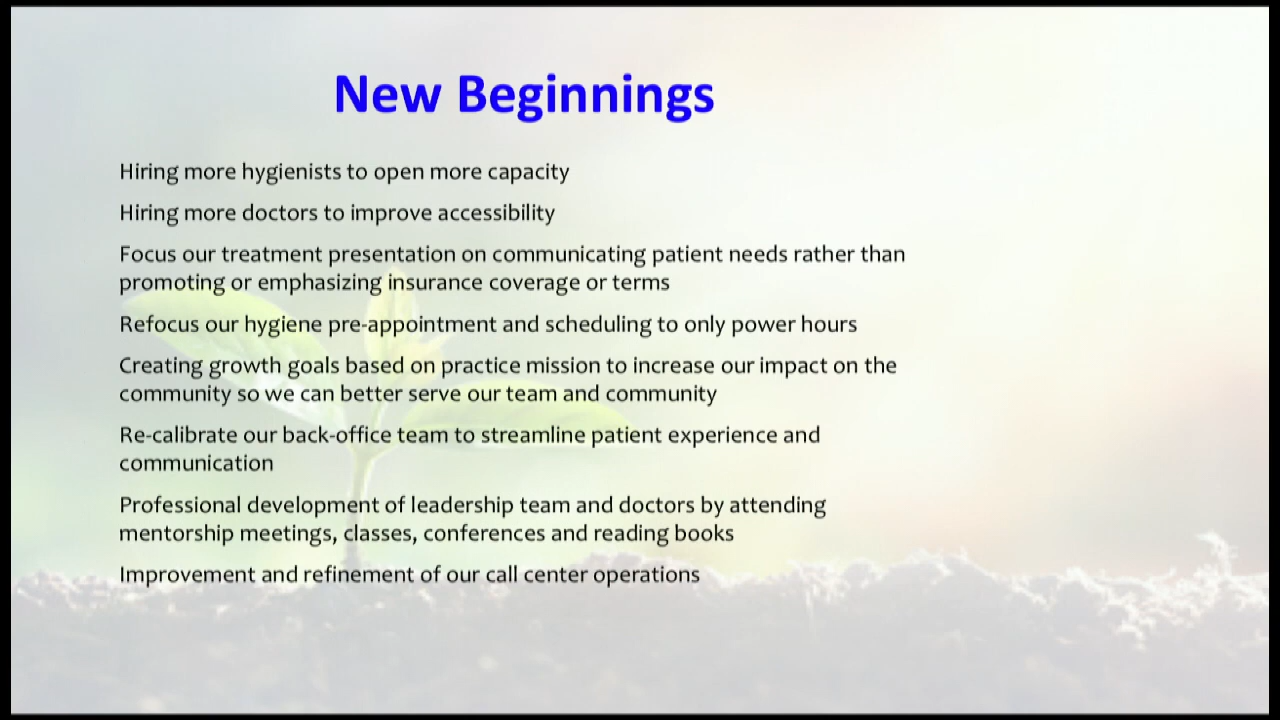 New Beginnings
Hiring more hygienists to open more capacity
Hiring more doctors to improve accessibility
Focus our treatment presentation on communicating patient needs rather than
promoting or emphasizing insurance coverage or terms
Refocus our hygiene pre-appointment and scheduling to only power hours
Creating growth goals based on practice mission to increase our impact on the
community so we can better serve our team and community
Re-calibrate our back-office team to streamline patient experience and
communication
Professional development of leadership team and doctors by attending
mentorship meetings, classes, conferences and reading books
Improvement and refinement of our call center operations